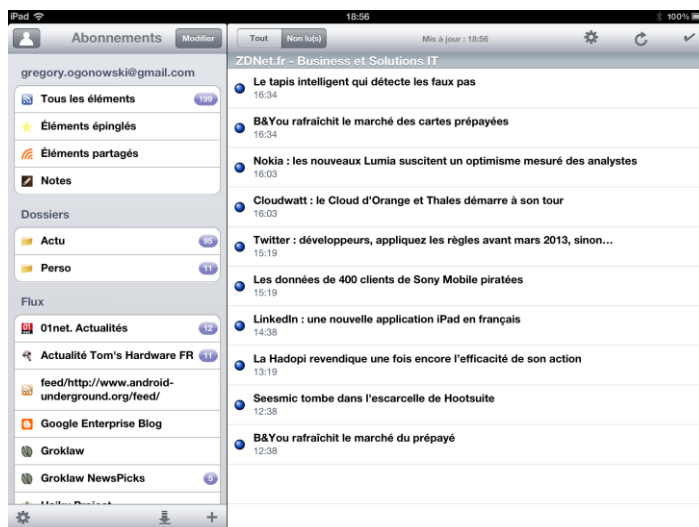 iPad 18:56 100%
Abonnements Modifier
gregory.ogonowski@gmail.com
Tous les éléments 199
Éléments épinglés
Éléments partagés
Notes
Dossiers
Actu 95
Perso 11
Flux
01net. Actualités 12
Actualité Tom's Hardware FR 11
feed/http://www.android-
underground.org/feed/
Google Enterprise Blog
Groklaw
Groklaw NewsPicks 5
Tout Non lu(s) Mis à jour : 18:56
ZDNet.fr - Business et Solutions IT
Le tapis intelligent qui détecte les faux pas
16:34
B&You rafraîchit le marché des cartes prépayées
16:34
Nokia : les nouveaux Lumia suscitent un optimisme mesuré des analystes
16:03
Cloudwatt : le Cloud d'Orange et Thales démarre à son tour
16:03
Twitter : développeurs, appliquez les règles avant mars 2013, sinon…
15:19
Les données de 400 clients de Sony Mobile piratées
15:19
LinkedIn : une nouvelle application iPad en français
14:38
La Hadopi revendique une fois encore l'efficacité de son action
13:19
Seesmic tombe dans l'escarcelle de Hootsuite
12:38
B&You rafraîchit le marché du prépayé
12:38